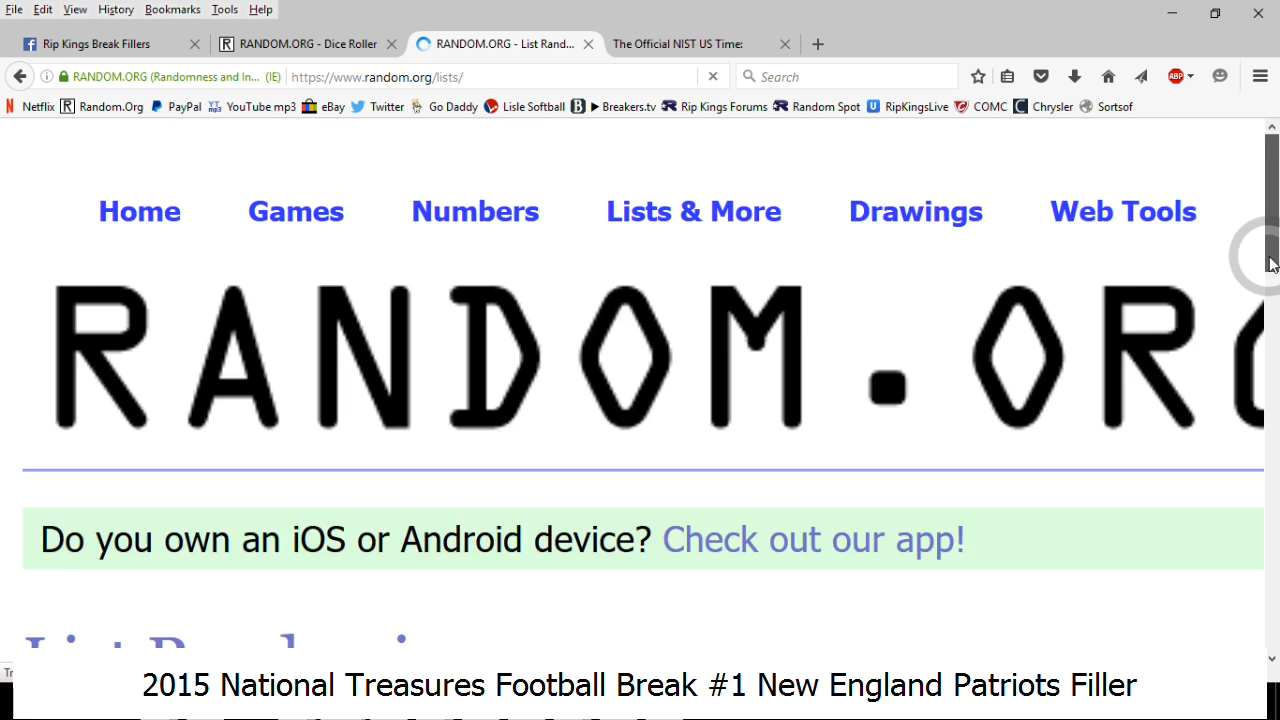 File Edit View History Bookmarks Tools Help
Rip Kings Break Fillers RANDOM.ORG - Dice Roller RANDOM.ORG - List Rand... The Official NIST US Time:
RANDOM.ORG (Randomness and In... (IE) https://www.random.org/lists/ Search ABP
Netflix Random.Org PayPal YouTube mp3 eBay Twitter Go Daddy Lisle Softball Breakers.tv Rip Kings Forums Random Spot RipKingsLive COMC Chrysler Sortsof
Home Games Numbers Lists & More Drawings Web Tools
RANDOM.ORG
Do you own an iOS or Android device? Check out our app!
2015 National Treasures Football Break #1 New England Patriots Filler